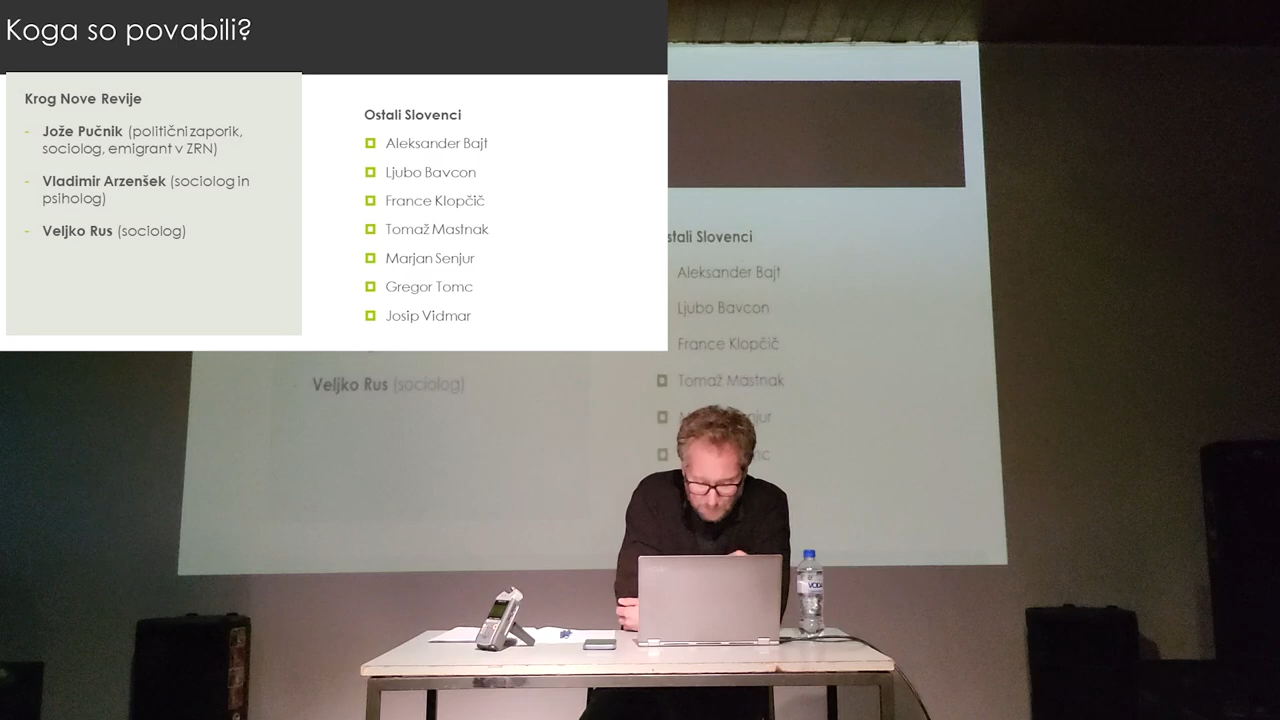 Koga so povabili?
Krog Nove Revije
- Jože Pučnik (politični zaporik,
sociolog, emigrant v ZRN)
- Vladimir Arzenšek (sociolog in
psiholog)
- Veljko Rus (sociolog)
Ostali Slovenci
Aleksander Bajt
Ljubo Bavcon
France Klopčič
Tomaž Mastnak
Marjan Senjur
Gregor Tomc
Josip Vidmar
stali Slovenci
Aleksander Bajt
Ljubo Bavcon
France Klopčič
Tomaž Mastnak
Veljko Rus (sociolog)
VODA